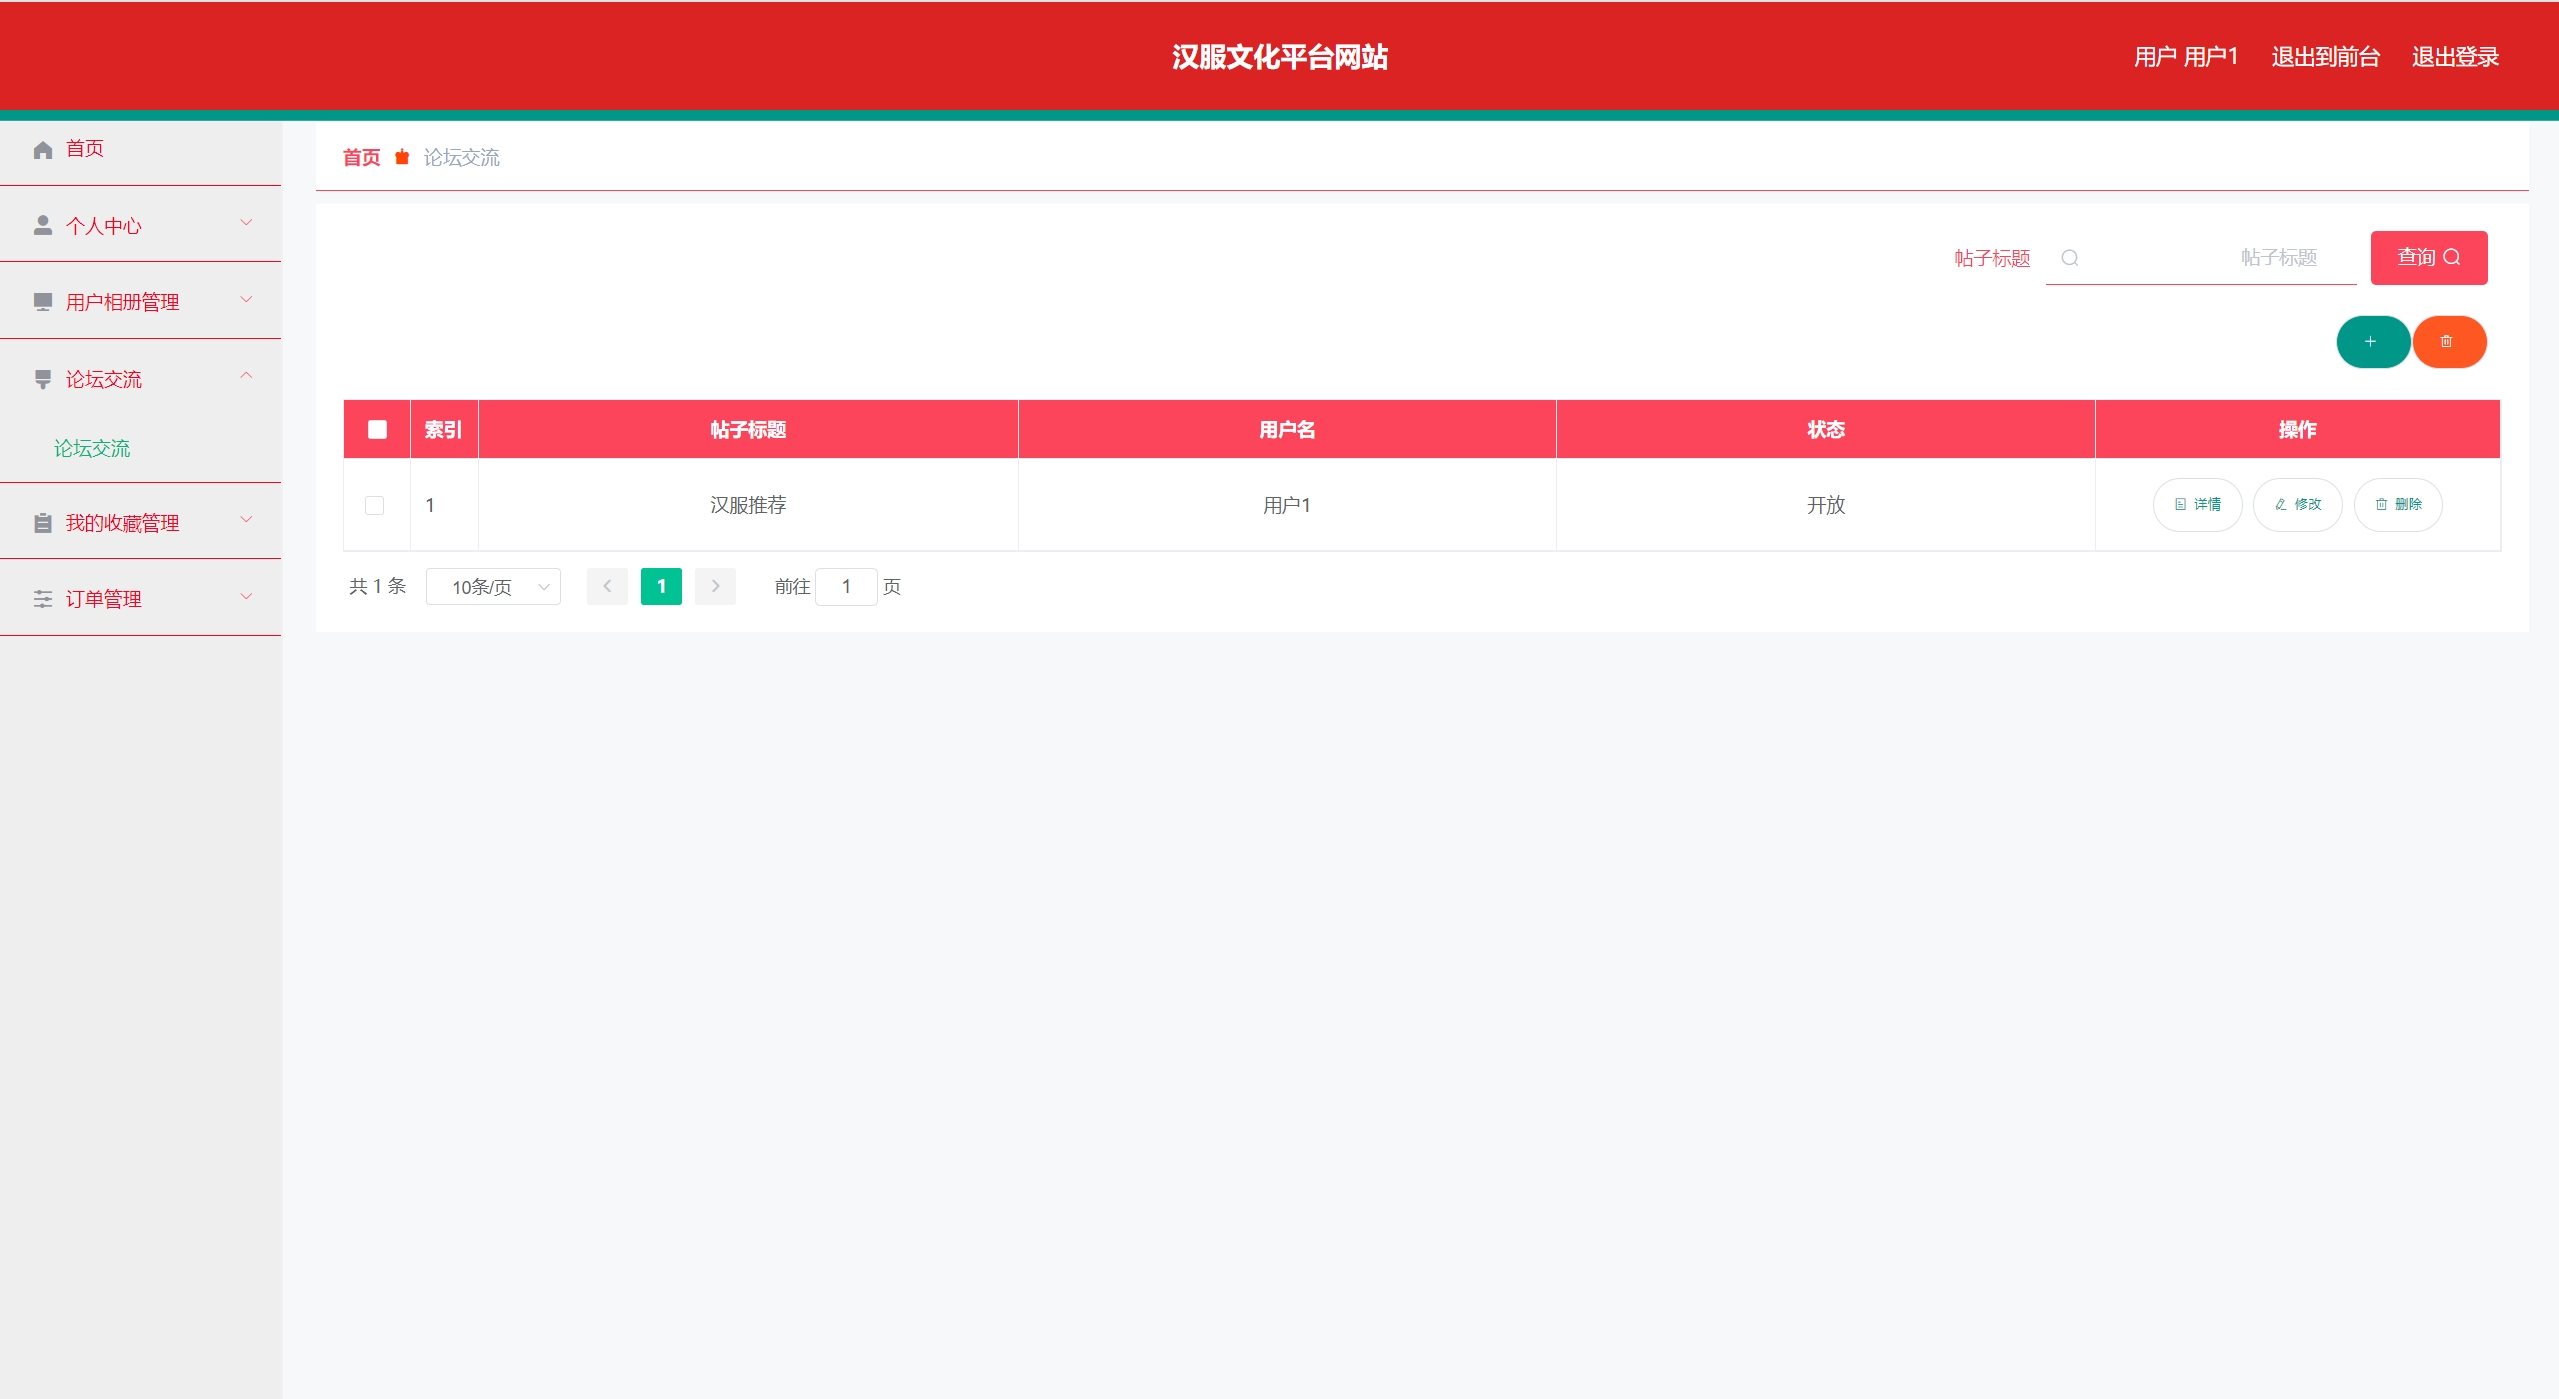 汉服文化平台网站
用户 用户1 退出到前台 退出登录
首页
个人中心
用户相册管理
论坛交流
论坛交流
我的收藏管理
订单管理
首页 论坛交流
帖子标题 帖子标题 查询
索引 帖子标题 用户名 状态 操作
1 汉服推荐 用户1 开放 详情 修改 删除
共 1 条 10条/页 1 前往 1 页